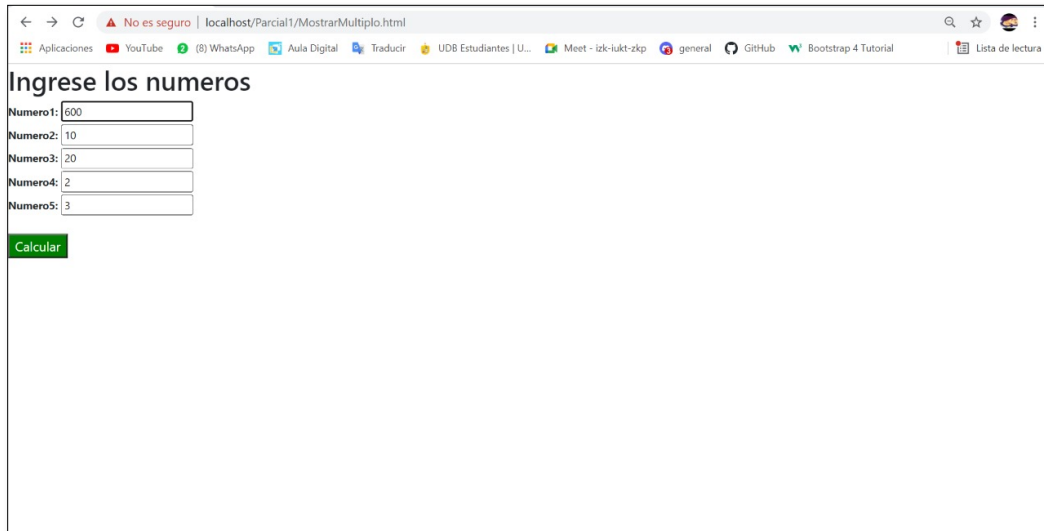 No es seguro | localhost/Parcial1/MostrarMultiplo.html
Aplicaciones YouTube (8) WhatsApp Aula Digital Traducir UDB Estudiantes | U... Meet - izk-iukt-zkp general GitHub Bootstrap 4 Tutorial Lista de lectura
Ingrese los numeros
Numero1: 600
Numero2: 10
Numero3: 20
Numero4: 2
Numero5: 3
Calcular